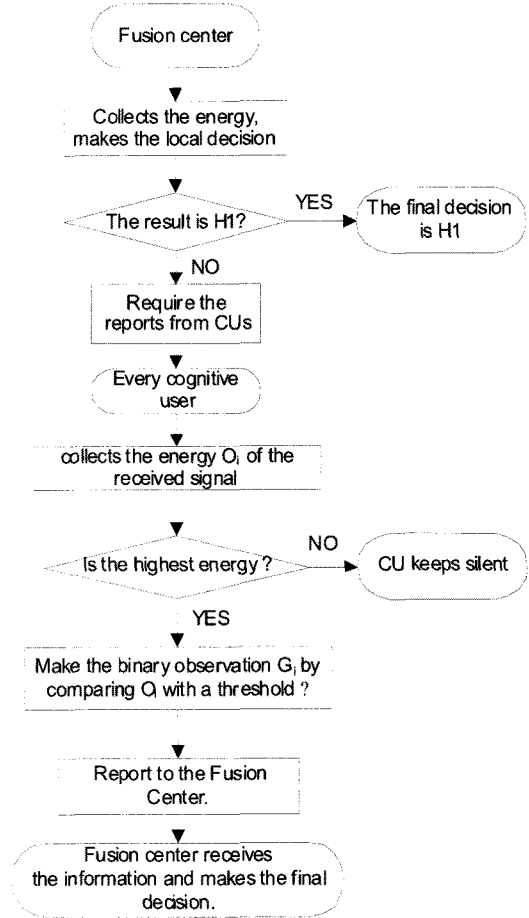 Fusion center
Collects the energy,
makes the local decision
The result is H1?
YES
The final decision
is H1
NO
Require the
reports from CUs
Every cognitive
user
collects the energy Oi of the
received signal
Is the highest energy ?
NO
CU keeps silent
YES
Make the binary observation Gi by
comparing Oi with a threshold ?
Report to the Fusion
Center.
Fusion center receives
the information and makes the final
decision.